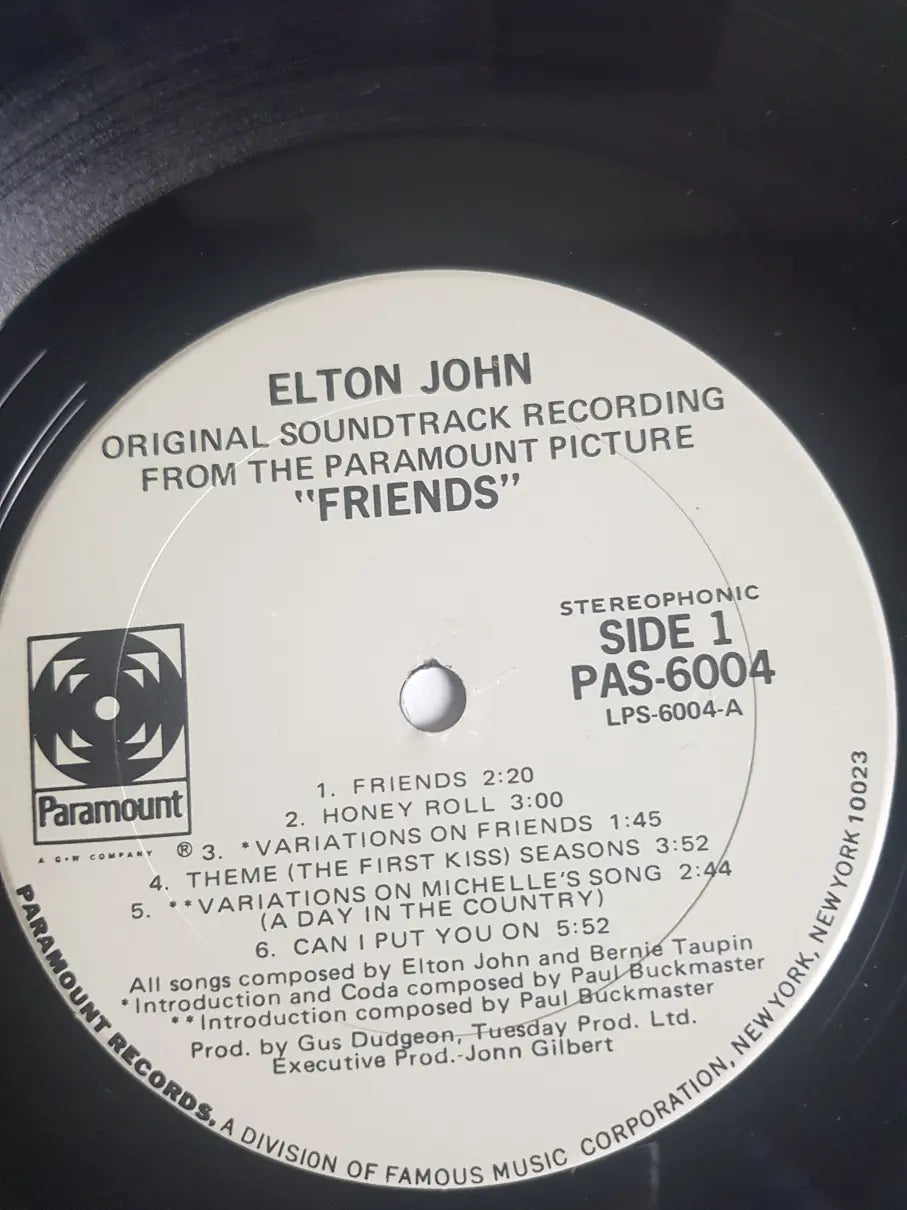 ELTON JOHN
ORIGINAL SOUNDTRACK RECORDING
FROM THE PARAMOUNT PICTURE
"FRIENDS"
STEREOPHONIC
SIDE 1
PAS-6004
LPS-6004-A
Paramount
®
A G+W COMPANY
1. FRIENDS 2:20
2. HONEY ROLL 3:00
3. *VARIATIONS ON FRIENDS 1:45
4. THEME (THE FIRST KISS) SEASONS 3:52
5. **VARIATIONS ON MICHELLE'S SONG 2:44
(A DAY IN THE COUNTRY)
6. CAN I PUT YOU ON 5:52
All songs composed by Elton John and Bernie Taupin
*Introduction and Coda composed by Paul Buckmaster
**Introduction composed by Paul Buckmaster
Prod. by Gus Dudgeon, Tuesday Prod. Ltd.
Executive Prod.-Jonn Gilbert
PARAMOUNT RECORDS, A DIVISION OF FAMOUS MUSIC CORPORATION, NEW YORK, NEW YORK 10023